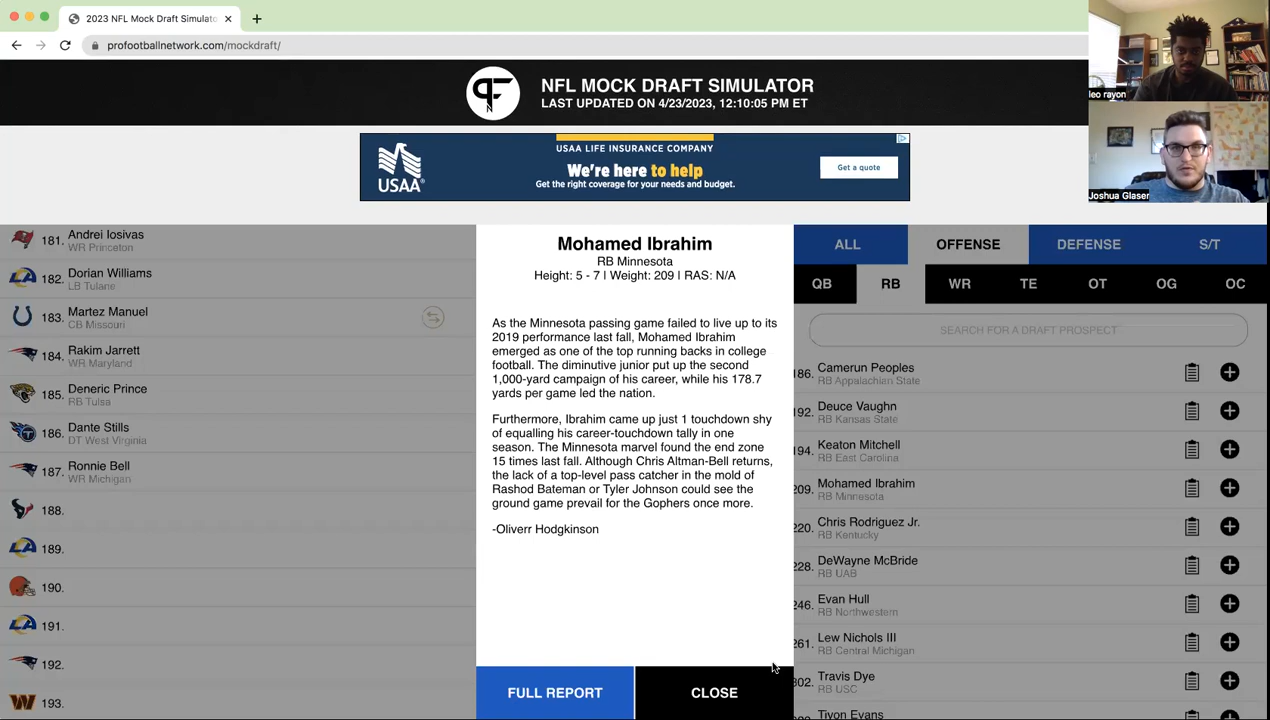 2023 NFL Mock Draft Simulato
profootballnetwork.com/mockdraft/
PF
N
NFL MOCK DRAFT SIMULATOR
LAST UPDATED ON 4/23/2023, 12:10:05 PM ET
leo rayon
Joshua Glaser
USAA
USAA LIFE INSURANCE COMPANY
We're here to help
Get the right coverage for your needs and budget.
Get a quote
181. Andrei Iosivas
WR Princeton
182. Dorian Williams
LB Tulane
183. Martez Manuel
CB Missouri
184. Rakim Jarrett
WR Maryland
185. Deneric Prince
RB Tulsa
186. Dante Stills
DT West Virginia
187. Ronnie Bell
WR Michigan
188.
189.
190.
191.
192.
193.
Mohamed Ibrahim
RB Minnesota
Height: 5 - 7 | Weight: 209 | RAS: N/A
As the Minnesota passing game failed to live up to its
2019 performance last fall, Mohamed Ibrahim
emerged as one of the top running backs in college
football. The diminutive junior put up the second
1,000-yard campaign of his career, while his 178.7
yards per game led the nation.
Furthermore, Ibrahim came up just 1 touchdown shy
of equalling his career-touchdown tally in one
season. The Minnesota marvel found the end zone
15 times last fall. Although Chris Altman-Bell returns,
the lack of a top-level pass catcher in the mold of
Rashod Bateman or Tyler Johnson could see the
ground game prevail for the Gophers once more.
-Oliverr Hodgkinson
FULL REPORT
CLOSE
ALL OFFENSE DEFENSE S/T
QB RB WR TE OT OG OC
SEARCH FOR A DRAFT PROSPECT
186. Camerun Peoples
RB Appalachian State
192. Deuce Vaughn
RB Kansas State
194. Keaton Mitchell
RB East Carolina
209. Mohamed Ibrahim
RB Minnesota
220. Chris Rodriguez Jr.
RB Kentucky
228. DeWayne McBride
RB UAB
246. Evan Hull
RB Northwestern
261. Lew Nichols III
RB Central Michigan
302. Travis Dye
RB USC
Tiyon Evans